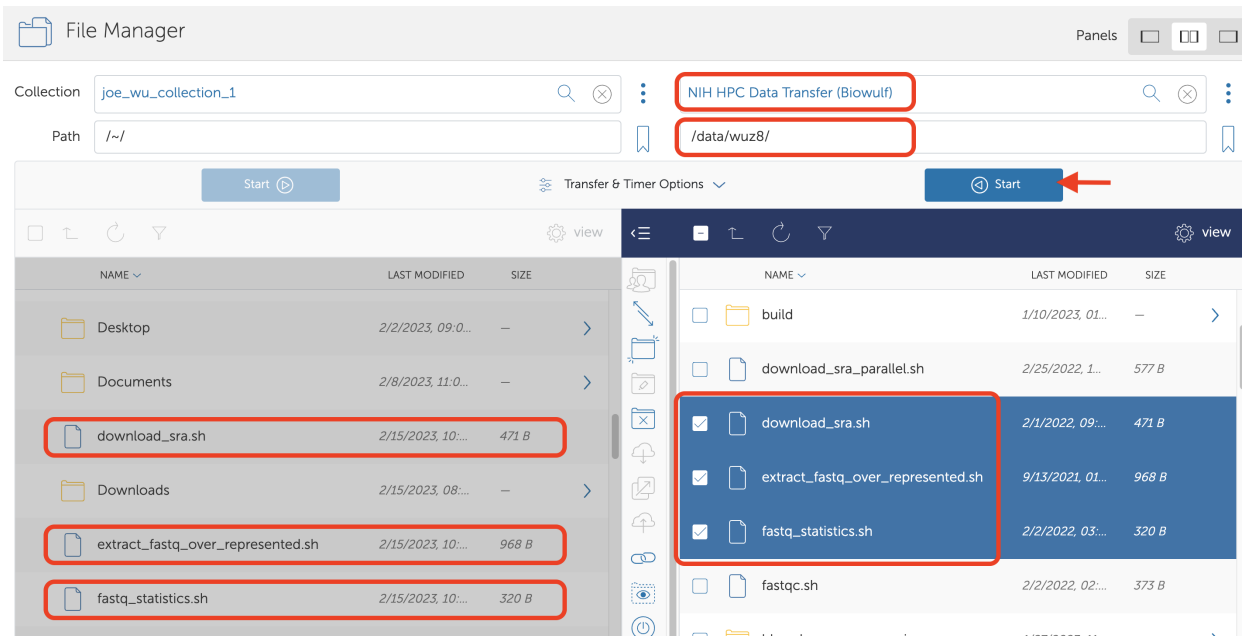 File Manager
Panels
Collection joe_wu_collection_1
NIH HPC Data Transfer (Biowulf)
Path /~/
/data/wuz8/
Start
Transfer & Timer Options
Start
view
view
NAME LAST MODIFIED SIZE
NAME LAST MODIFIED SIZE
Desktop 2/2/2023, 09:0... —
build 1/10/2023, 01... —
Documents 2/8/2023, 11:0... —
download_sra_parallel.sh 2/25/2022, 1... 577 B
download_sra.sh 2/15/2023, 10:... 471 B
download_sra.sh 2/1/2022, 09:... 471 B
Downloads 2/15/2023, 08:... —
extract_fastq_over_represented.sh 9/13/2021, 01... 968 B
extract_fastq_over_represented.sh 2/15/2023, 10:... 968 B
fastq_statistics.sh 2/2/2022, 03:... 320 B
fastq_statistics.sh 2/15/2023, 10:... 320 B
fastqc.sh 2/2/2022, 02:... 373 B